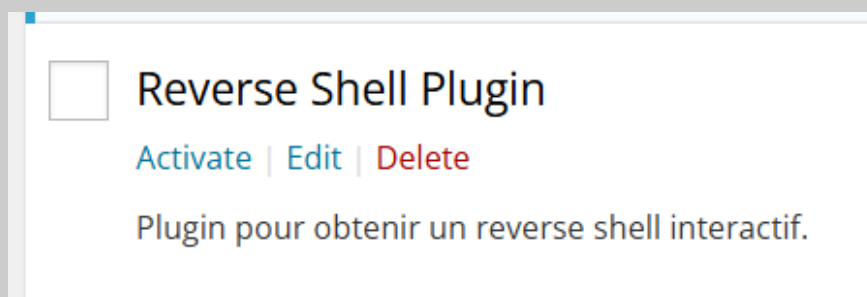 Reverse Shell Plugin
Activate | Edit | Delete
Plugin pour obtenir un reverse shell interactif.